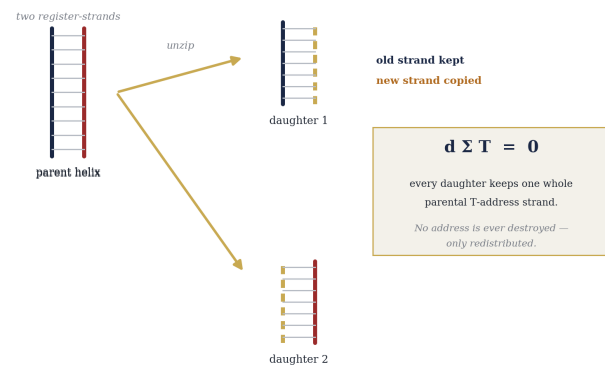 two register-strands
unzip
parent helix
daughter 1
daughter 2
old strand kept
new strand copied
d Σ T = 0
every daughter keeps one whole
parental T-address strand.
No address is ever destroyed —
only redistributed.